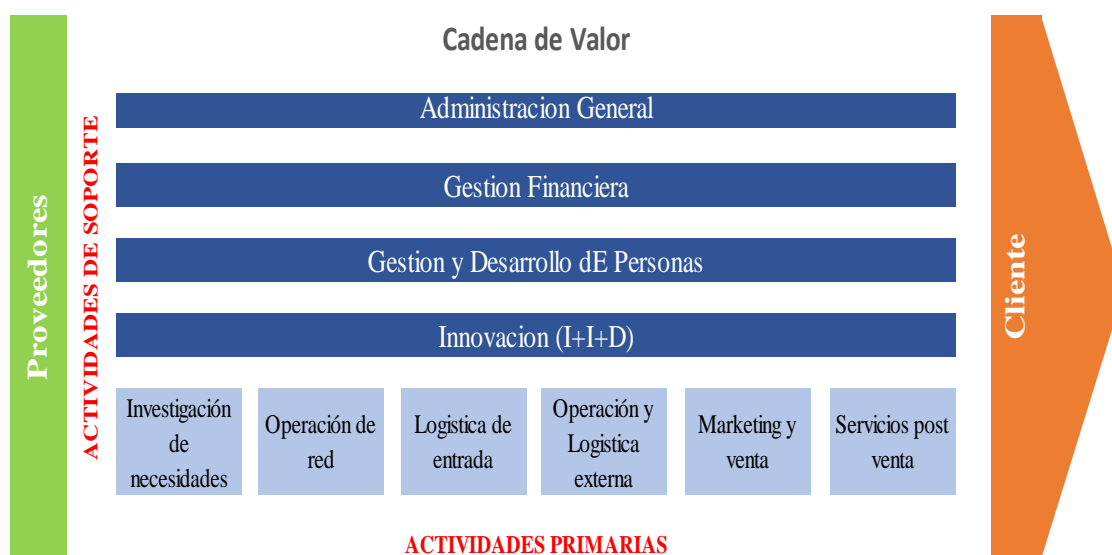 Cadena de Valor
Proveedores
ACTIVIDADES DE SOPORTE
Administracion General
Gestion Financiera
Gestion y Desarrollo dE Personas
Innovacion (I+I+D)
Investigación
de
necesidades
Operación de
red
Logistica de
entrada
Operación y
Logistica
externa
Marketing y
venta
Servicios post
venta
ACTIVIDADES PRIMARIAS
Cliente